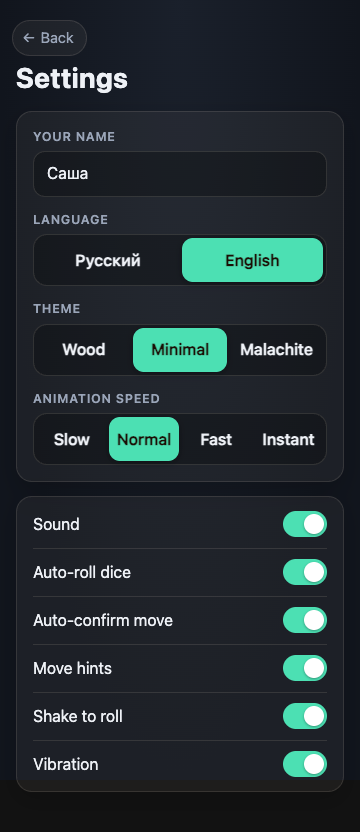 ← Back
Settings
YOUR NAME
Саша
LANGUAGE
Русский English
THEME
Wood Minimal Malachite
ANIMATION SPEED
Slow Normal Fast Instant
Sound
Auto-roll dice
Auto-confirm move
Move hints
Shake to roll
Vibration